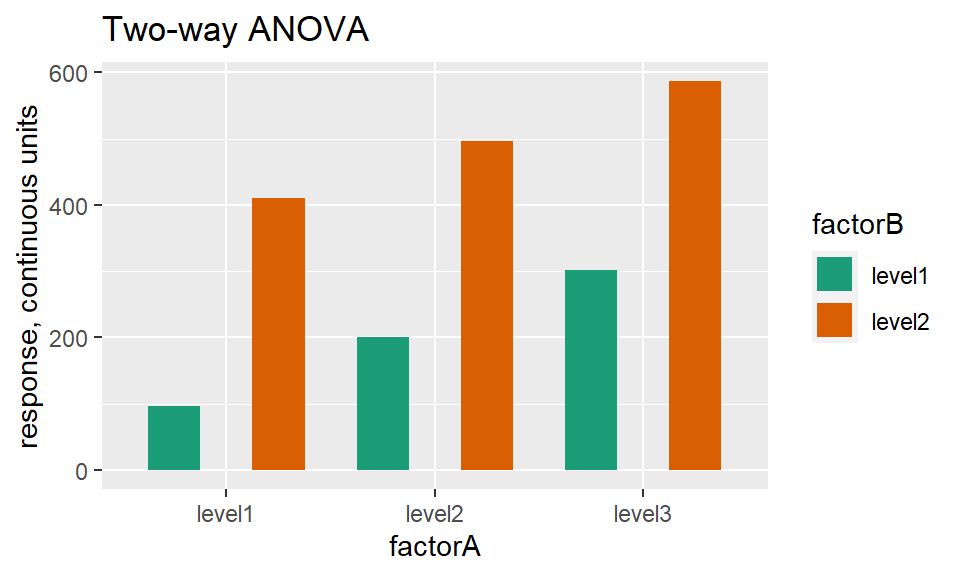 Two-way ANOVA
response, continuous units
600
400
200
0
level1
level2
level3
factorA
factorB
level1
level2